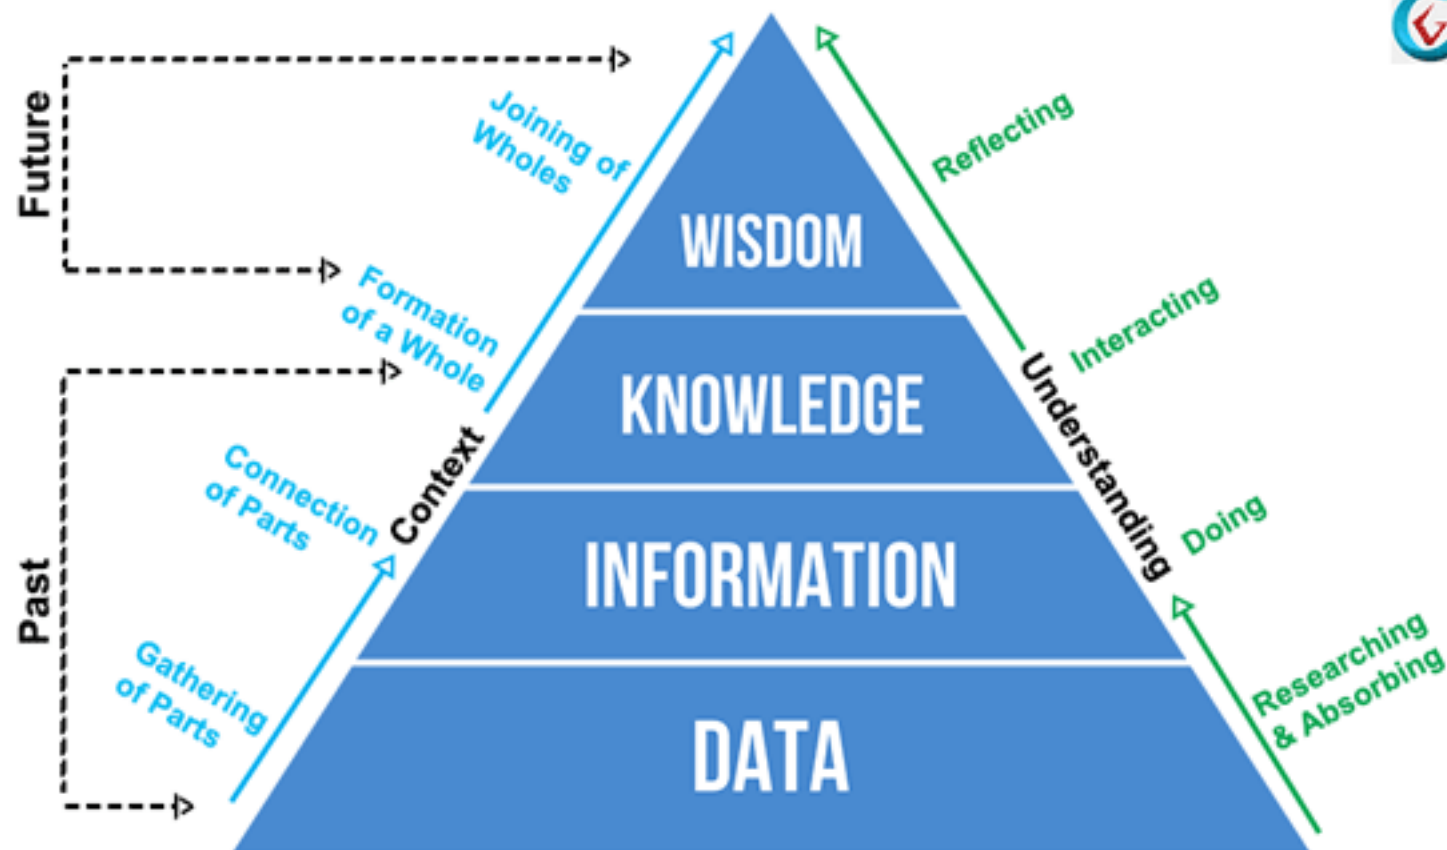 Future
Joining of
Wholes
Reflecting
WISDOM
Formation
of a Whole
Interacting
KNOWLEDGE
Context
Understanding
Connection
of Parts
Doing
INFORMATION
Past
Gathering
of Parts
Researching
& Absorbing
DATA